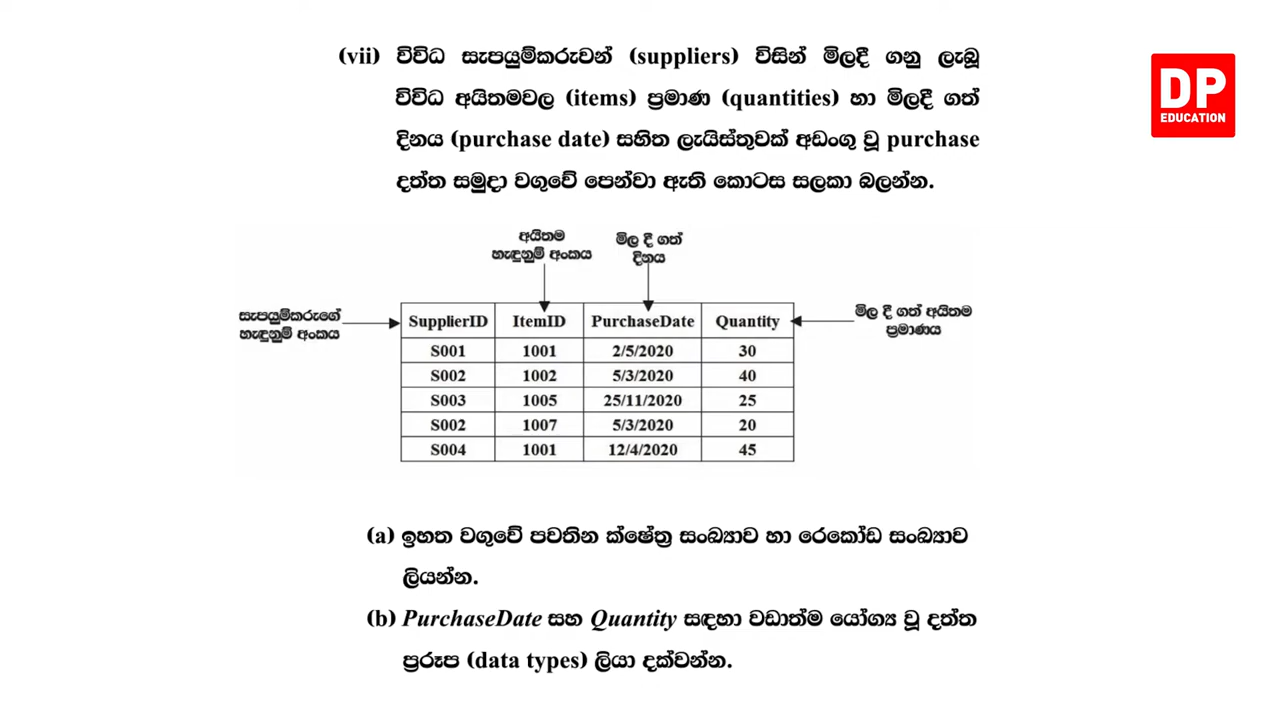 (vii) විවිධ සැපයුම්කරුවන් (suppliers) විසින් මිලදී ගනු ලැබූ
විවිධ අයිතමවල (items) ප්‍රමාණ (quantities) හා මිලදී ගත්
දිනය (purchase date) සහිත ලැයිස්තුවක් අඩංගු වූ purchase
දත්ත සමුදා වගුවේ පෙන්වා ඇති කොටස සලකා බලන්න.
DP
EDUCATION
අයිතම
හැඳුනුම් අංකය
මිල දී ගත්
දිනය
සැපයුම්කරුගේ
හැඳුනුම් අංකය
මිල දී ගත් අයිතම
ප්‍රමාණය
SupplierID ItemID PurchaseDate Quantity
S001 1001 2/5/2020 30
S002 1002 5/3/2020 40
S003 1005 25/11/2020 25
S002 1007 5/3/2020 20
S004 1001 12/4/2020 45
(a) ඉහත වගුවේ පවතින ක්ෂේත්‍ර සංඛ්‍යාව හා රෙකෝඩ සංඛ්‍යාව
ලියන්න.
(b) PurchaseDate සහ Quantity සඳහා වඩාත්ම යෝග්‍ය වූ දත්ත
ප්‍රරූප (data types) ලියා දක්වන්න.